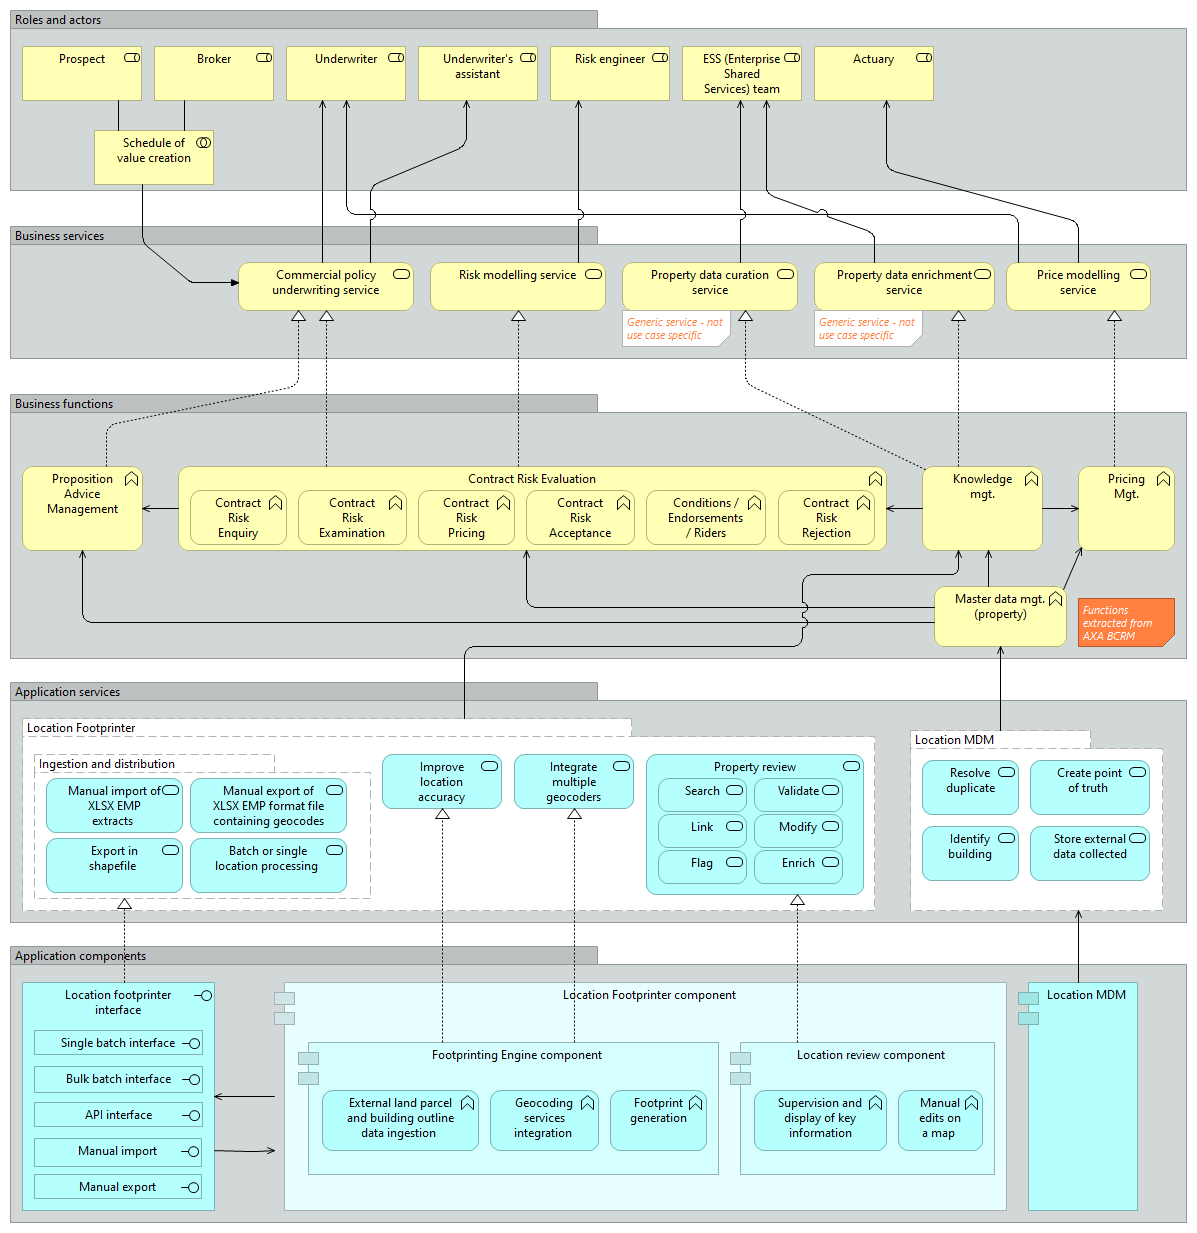 Roles and actors
Prospect
Broker
Underwriter
Underwriter's
assistant
Risk engineer
ESS (Enterprise
Shared
Services) team
Actuary
Schedule of
value creation
Business services
Commercial policy
underwriting service
Risk modelling service
Property data curation
service
Property data enrichment
service
Price modelling
service
Generic service - not
use case specific
Generic service - not
use case specific
Business functions
Proposition
Advice
Management
Contract Risk Evaluation
Contract
Risk
Enquiry
Contract
Risk
Examination
Contract
Risk
Pricing
Contract
Risk
Acceptance
Conditions /
Endorsements
/ Riders
Contract
Risk
Rejection
Knowledge
mgt.
Pricing
Mgt.
Master data mgt.
(property)
Functions
extracted from
AXA BCRM
Application services
Location Footprinter
Ingestion and distribution
Manual import of
XLSX EMP
extracts
Manual export of
XLSX EMP format file
containing geocodes
Export in
shapefile
Batch or single
location processing
Improve
location
accuracy
Integrate
multiple
geocoders
Property review
Search
Validate
Link
Modify
Flag
Enrich
Location MDM
Resolve
duplicate
Create point
of truth
Identify
building
Store external
data collected
Application components
Location footprinter
interface
Single batch interface
Bulk batch interface
API interface
Manual import
Manual export
Location Footprinter component
Footprinting Engine component
External land parcel
and building outline
data ingestion
Geocoding
services
integration
Footprint
generation
Location review component
Supervision and
display of key
information
Manual
edits on
a map
Location MDM